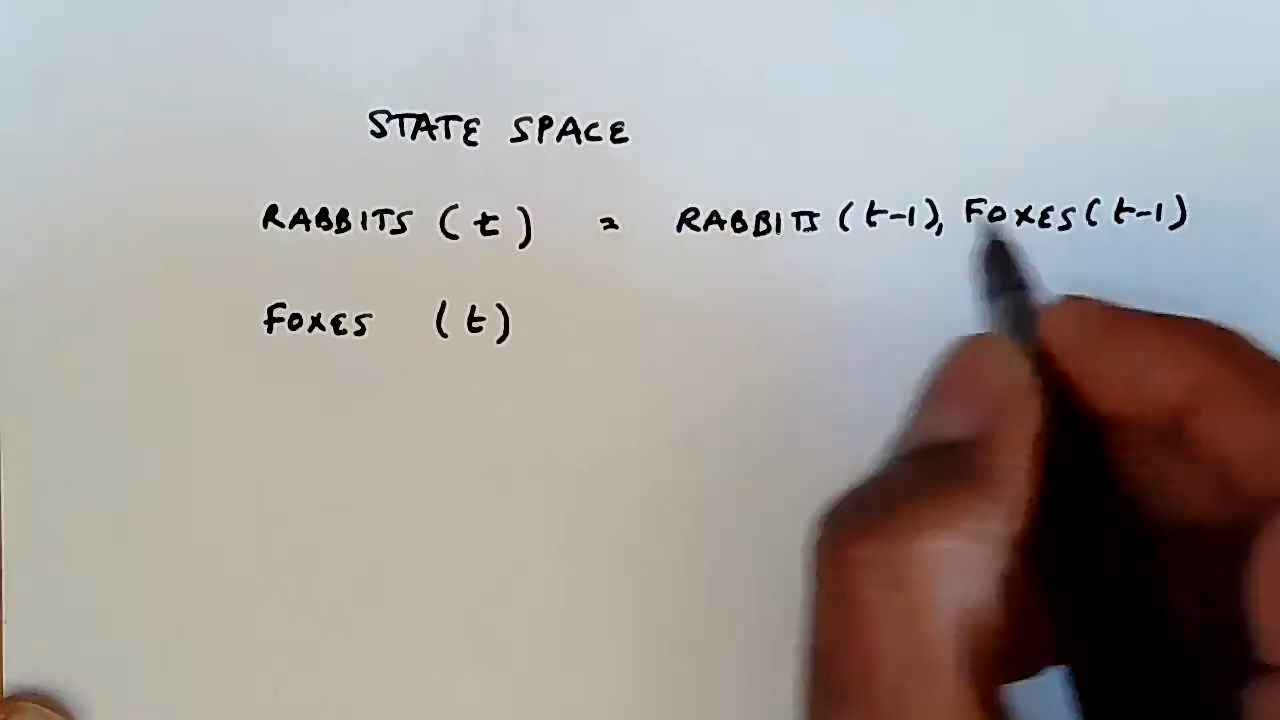 STATE SPACE
RABBITS (t) = RABBITS (t-1), FOXES (t-1)
FOXES (t)